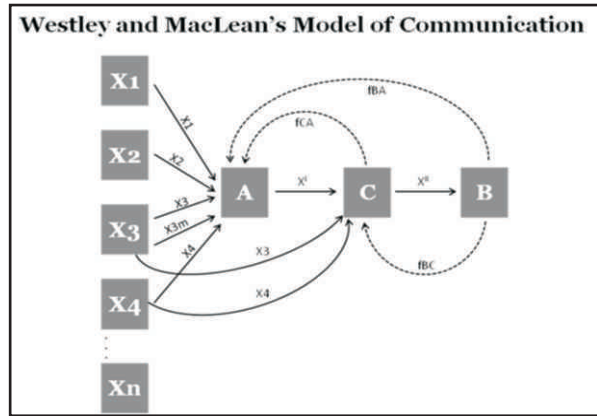 Westley and MacLean's Model of Communication
X1
X2
X3
X4
Xn
X1
X2
X3
X3m
X4
X3
X4
A
C
B
fBA
fCA
fBC